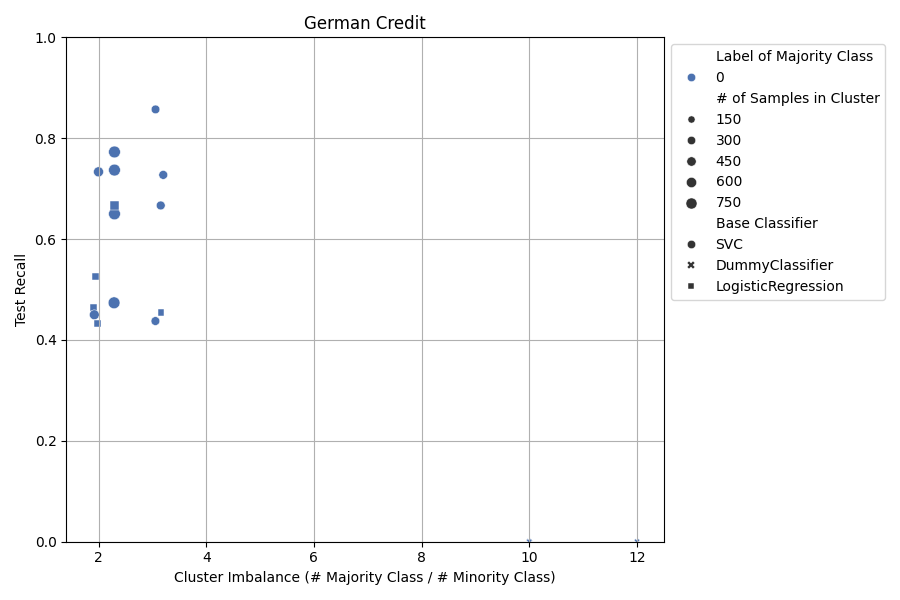 German Credit
1.0
0.8
0.6
0.4
0.2
0.0
Test Recall
2
4
6
8
10
12
Cluster Imbalance (# Majority Class / # Minority Class)
Label of Majority Class
0
# of Samples in Cluster
150
300
450
600
750
Base Classifier
SVC
DummyClassifier
LogisticRegression